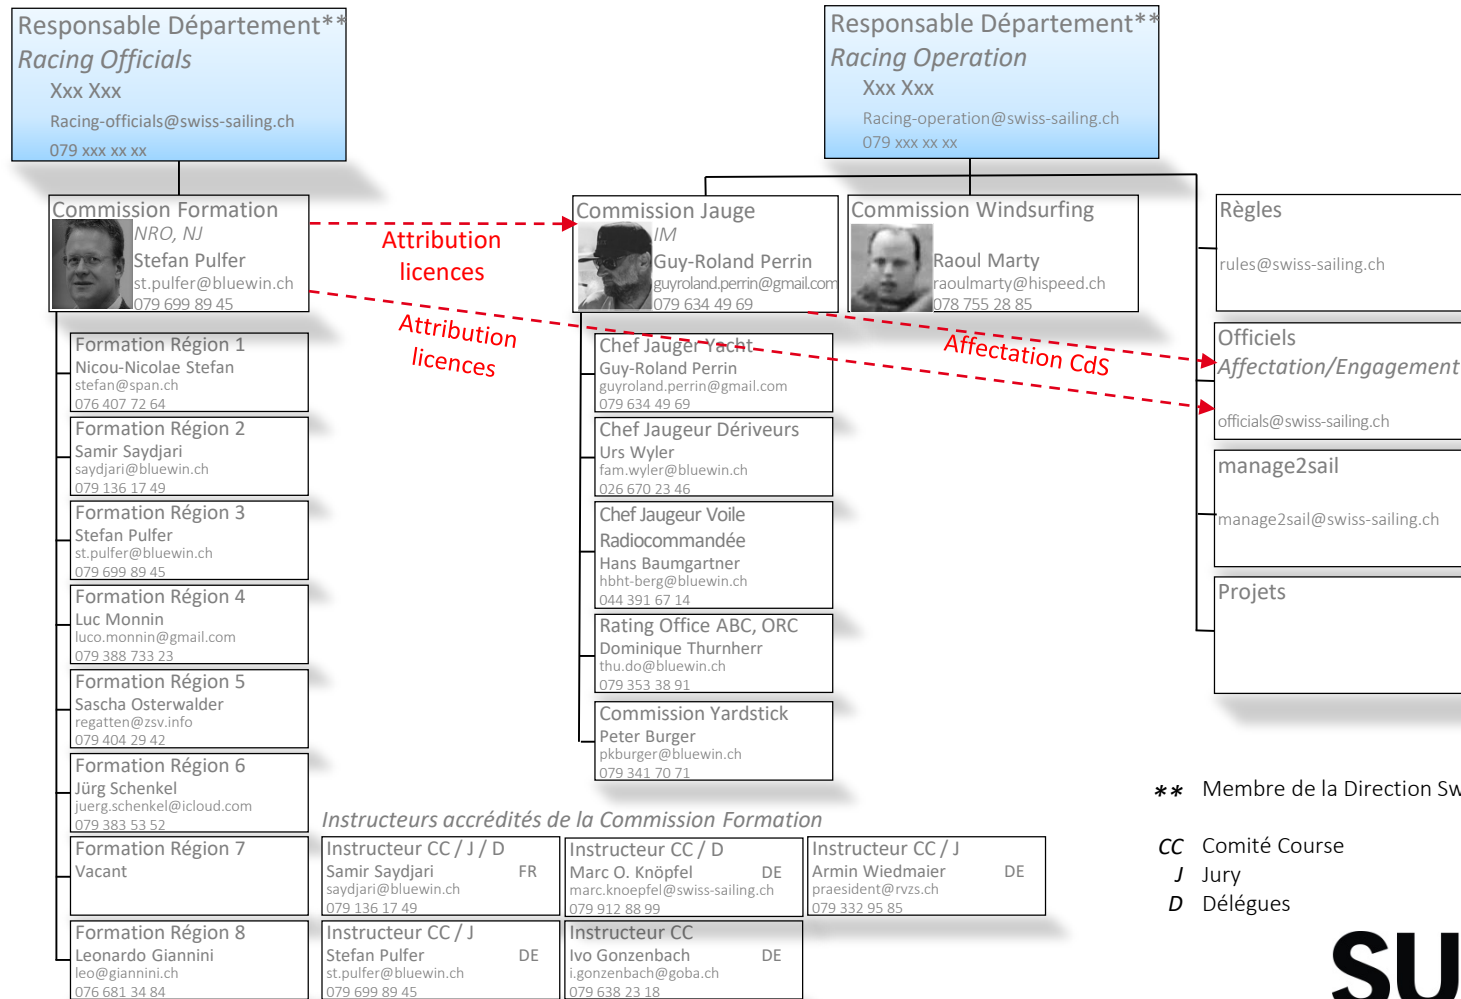 Responsable Département**
Racing Officials
Xxx Xxx
Racing-officials@swiss-sailing.ch
079 xxx xx xx
Responsable Département**
Racing Operation
Xxx Xxx
Racing-operation@swiss-sailing.ch
079 xxx xx xx
Commission Formation
NRO, NJ
Stefan Pulfer
st.pulfer@bluewin.ch
079 699 89 45
Attribution
licences
Attribution
licences
Commission Jauge
IM
Guy-Roland Perrin
guyroland.perrin@gmail.com
079 634 49 69
Commission Windsurfing
Raoul Marty
raoulmarty@hispeed.ch
078 755 28 85
Affectation CdS
Règles
rules@swiss-sailing.ch
Officiels
Affectation/Engagement
officials@swiss-sailing.ch
manage2sail
manage2sail@swiss-sailing.ch
Projets
Formation Région 1
Nicou-Nicolae Stefan
stefan@span.ch
076 407 72 64
Formation Région 2
Samir Saydjari
saydjari@bluewin.ch
079 136 17 49
Formation Région 3
Stefan Pulfer
st.pulfer@bluewin.ch
079 699 89 45
Formation Région 4
Luc Monnin
luco.monnin@gmail.com
079 388 733 23
Formation Région 5
Sascha Osterwalder
regatten@zsv.info
079 404 29 42
Formation Région 6
Jürg Schenkel
juerg.schenkel@icloud.com
079 383 53 52
Formation Région 7
Vacant
Formation Région 8
Leonardo Giannini
leo@giannini.ch
076 681 34 84
Chef Jauger Yacht
Guy-Roland Perrin
guyroland.perrin@gmail.com
079 634 49 69
Chef Jaugeur Dériveurs
Urs Wyler
fam.wyler@bluewin.ch
026 670 23 46
Chef Jaugeur Voile
Radiocommandée
Hans Baumgartner
hbht-berg@bluewin.ch
044 391 67 14
Rating Office ABC, ORC
Dominique Thurnherr
thu.do@bluewin.ch
079 353 38 91
Commission Yardstick
Peter Burger
pkburger@bluewin.ch
079 341 70 71
Instructeurs accrédités de la Commission Formation
Instructeur CC / J / D
Samir Saydjari FR
saydjari@bluewin.ch
079 136 17 49
Instructeur CC / D
Marc O. Knöpfel DE
marc.knoepfel@swiss-sailing.ch
079 912 88 99
Instructeur CC / J
Armin Wiedmaier DE
praesident@rvzs.ch
079 332 95 85
Instructeur CC / J
Stefan Pulfer DE
st.pulfer@bluewin.ch
079 699 89 45
Instructeur CC
Ivo Gonzenbach DE
i.gonzenbach@goba.ch
079 638 23 18
** Membre de la Direction Sw
CC Comité Course
J Jury
D Délégues
SU